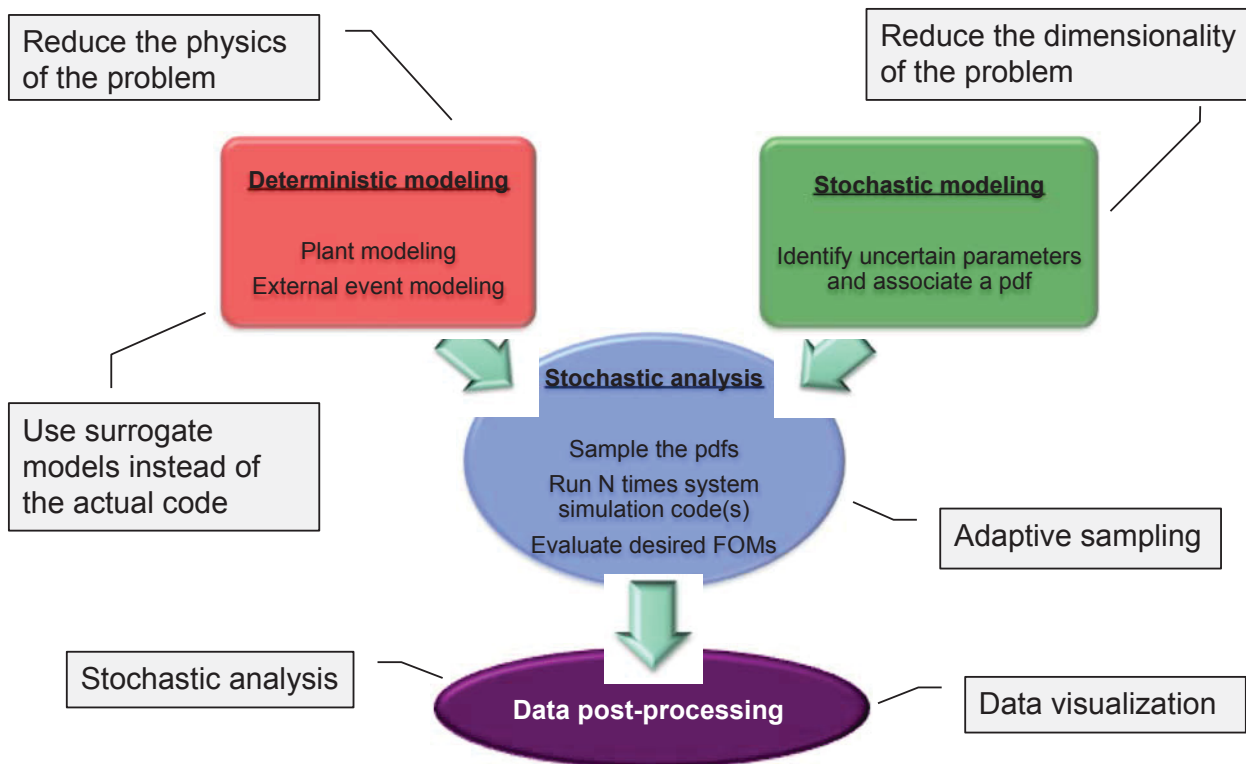 Reduce the physics
of the problem
Reduce the dimensionality
of the problem
Deterministic modeling
Plant modeling
External event modeling
Stochastic modeling
Identify uncertain parameters
and associate a pdf
Use surrogate
models instead of
the actual code
Stochastic analysis
Sample the pdfs
Run N times system
simulation code(s)
Evaluate desired FOMs
Adaptive sampling
Stochastic analysis
Data post-processing
Data visualization